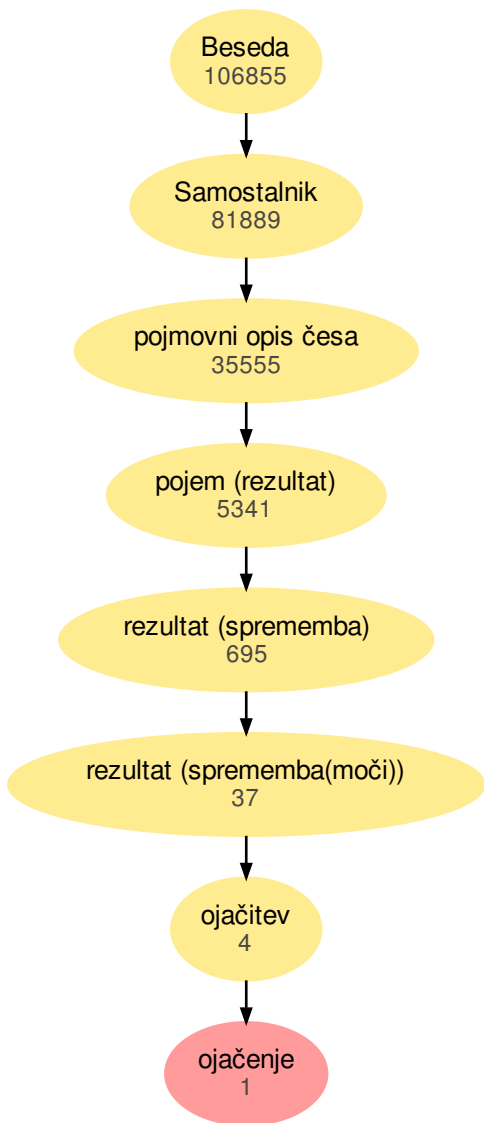 Beseda
106855
Samostalnik
81889
pojmovni opis česa
35555
pojem (rezultat)
5341
rezultat (sprememba)
695
rezultat (sprememba(moči))
37
ojačitev
4
ojačenje
1